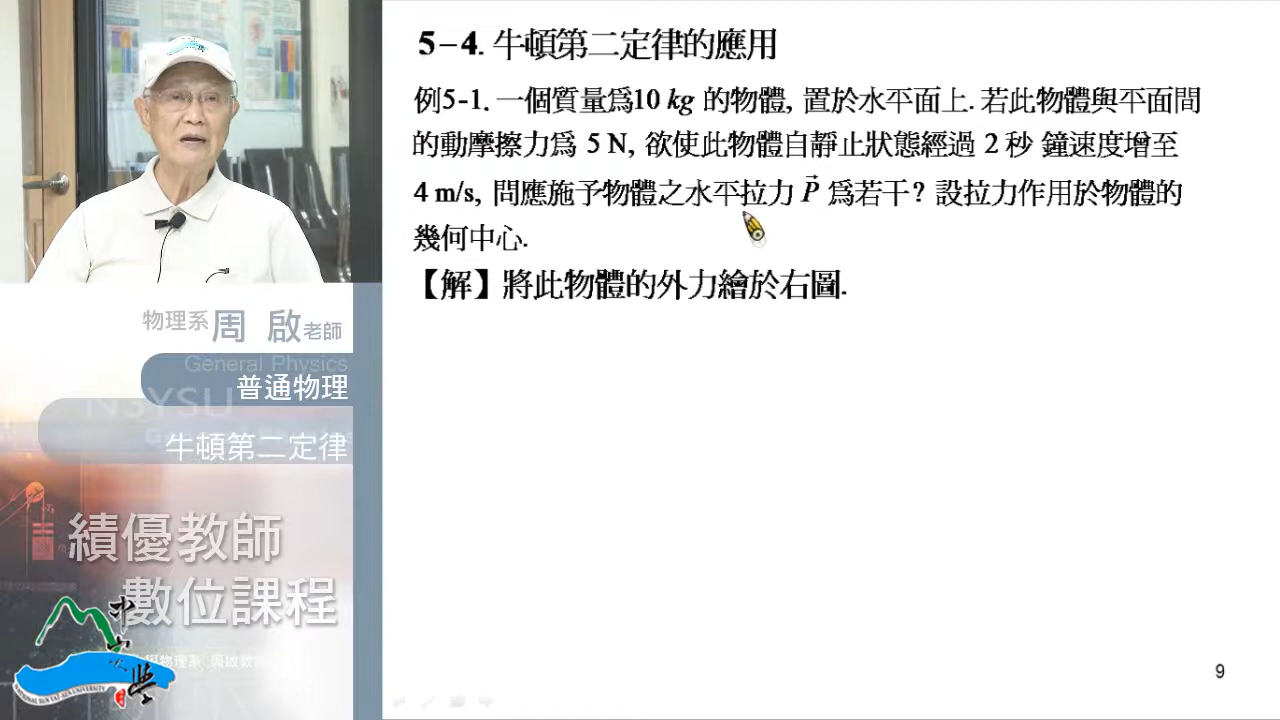 5-4. 牛頓第二定律的應用
例5-1. 一個質量爲10 kg 的物體, 置於水平面上. 若此物體與平面間
的動摩擦力爲 5 N, 欲使此物體自靜止狀態經過 2 秒 鐘速度增至
4 m/s, 問應施予物體之水平拉力 P 爲若干? 設拉力作用於物體的
幾何中心.
【解】將此物體的外力繪於右圖.
物理系 周 啟 老師
General Physics
普通物理
NSYSU
牛頓第二定律
績優教師
數位課程
NATIONAL SUN YAT-SEN UNIVERSITY
9